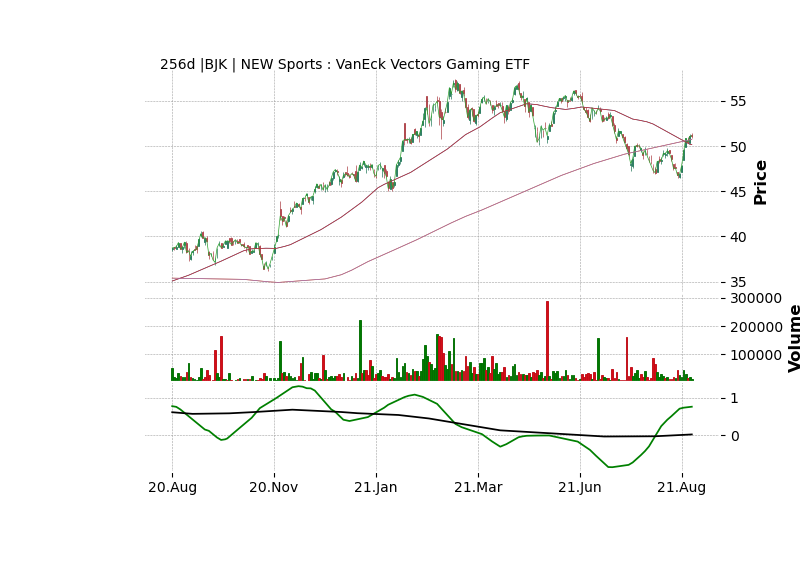 256d |BJK | NEW Sports : VanEck Vectors Gaming ETF
55
50
45
40
35
Price
300000
200000
100000
Volume
1
0
20.Aug 20.Nov 21.Jan 21.Mar 21.Jun 21.Aug